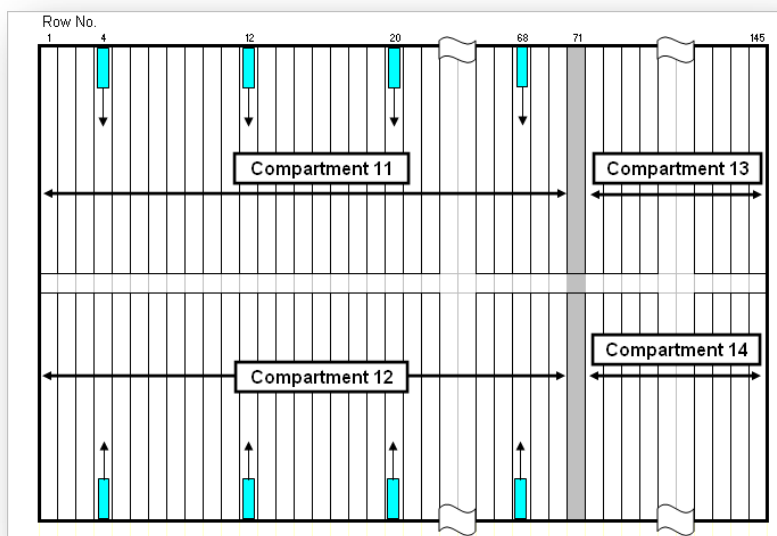 Row No.
1 4 12 20 68 71 145
Compartment 11
Compartment 13
Compartment 14
Compartment 12